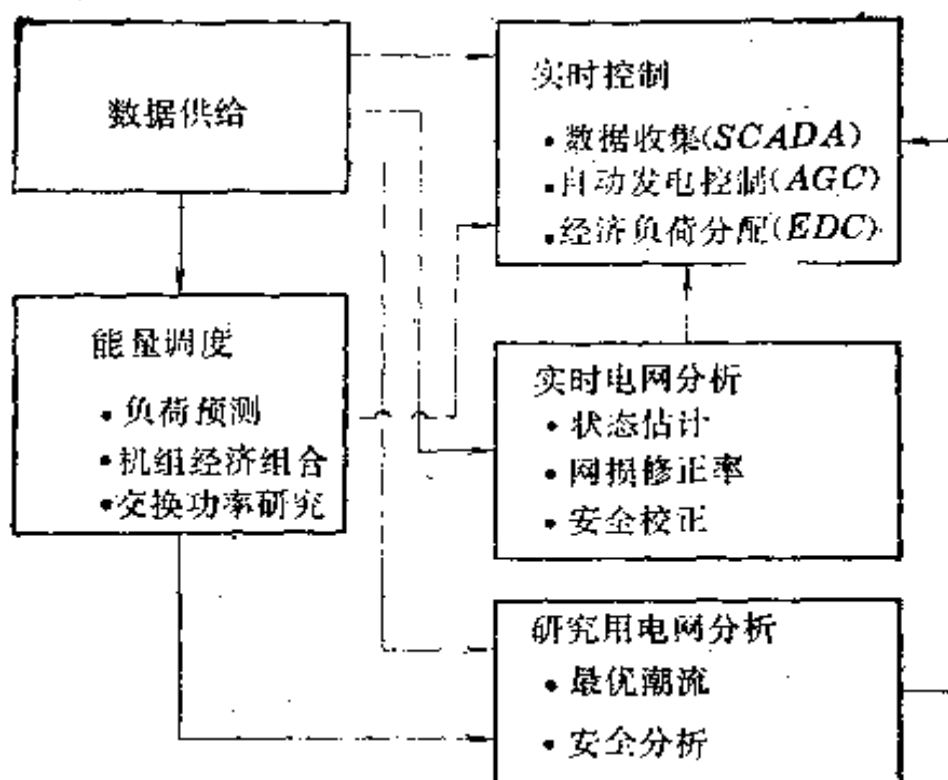 数据供给
实时控制
• 数据收集(SCADA)
• 自动发电控制(AGC)
• 经济负荷分配(EDC)
能量调度
• 负荷预测
• 机组经济组合
• 交换功率研究
实时电网分析
• 状态估计
• 网损修正率
• 安全校正
研究用电网分析
• 最优潮流
• 安全分析